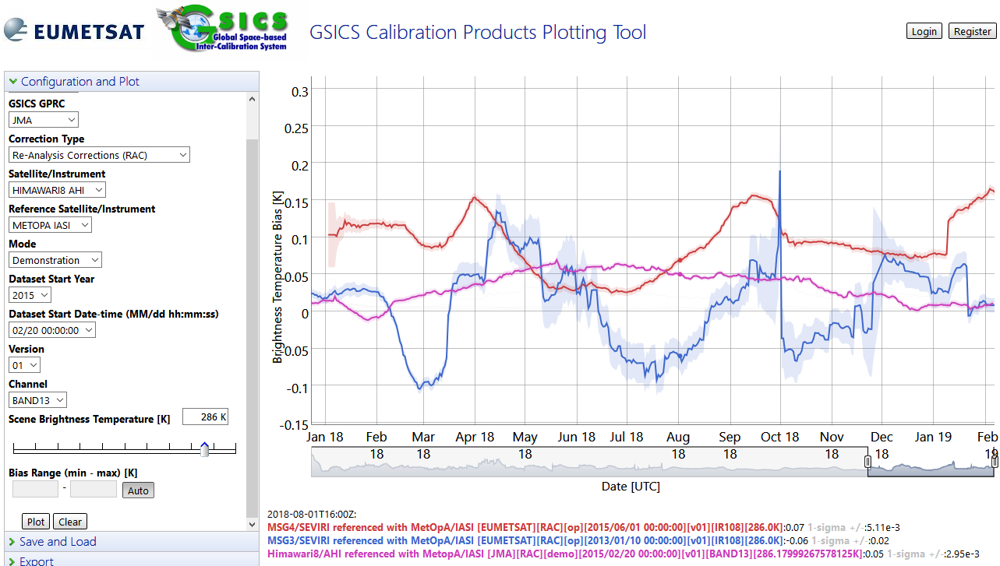 EUMETSAT
GSICS
Global Space-based
Inter-Calibration System
GSICS Calibration Products Plotting Tool
Login
Register
Configuration and Plot
GSICS GPRC
JMA
Correction Type
Re-Analysis Corrections (RAC)
Satellite/Instrument
HIMAWARI8 AHI
Reference Satellite/Instrument
METOPA IASI
Mode
Demonstration
Dataset Start Year
2015
Dataset Start Date-time (MM/dd hh:mm:ss)
02/20 00:00:00
Version
01
Channel
BAND13
Scene Brightness Temperature [K]
286 K
Bias Range (min - max) [K]
-
Auto
Plot
Clear
Save and Load
Export
Brightness Temperature Bias [K]
0.3
0.25
0.2
0.15
0.1
0.05
0
-0.05
-0.1
-0.15
Jan 18
Feb 18
Mar 18
Apr 18
May 18
Jun 18
Jul 18
Aug 18
Sep 18
Oct 18
Nov 18
Dec 18
Jan 19
Feb 19
Date [UTC]
2018-08-01T16:00Z:
MSG4/SEVIRI referenced with MetOpA/IASI [EUMETSAT][RAC][op][2015/06/01 00:00:00][v01][IR108][286.0K]:0.07 1-sigma +/-:5.11e-3
MSG3/SEVIRI referenced with MetOpA/IASI [EUMETSAT][RAC][op][2013/01/10 00:00:00][v01][IR108][286.0K]:-0.06 1-sigma +/-:0.02
Himawari8/AHI referenced with MetopA/IASI [JMA][RAC][demo][2015/02/20 00:00:00][v01][BAND13][286.17999267578125K]:0.05 1-sigma +/-:2.95e-3